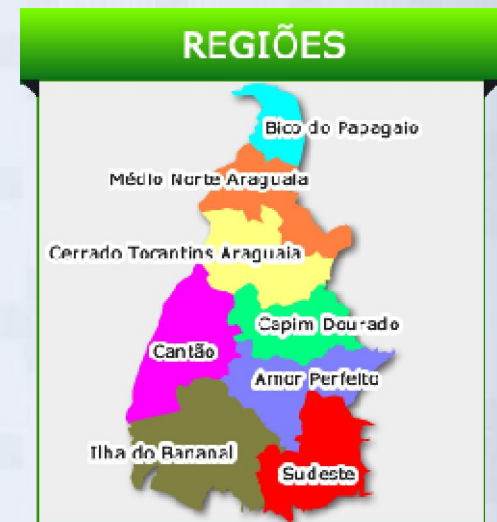 REGIÕES
Bico do Papagaio
Médio Norte Araguaia
Cerrado Tocantins Araguaia
Capim Dourado
Cantão
Amor Perfeito
Ilha do Bananal
Sudeste